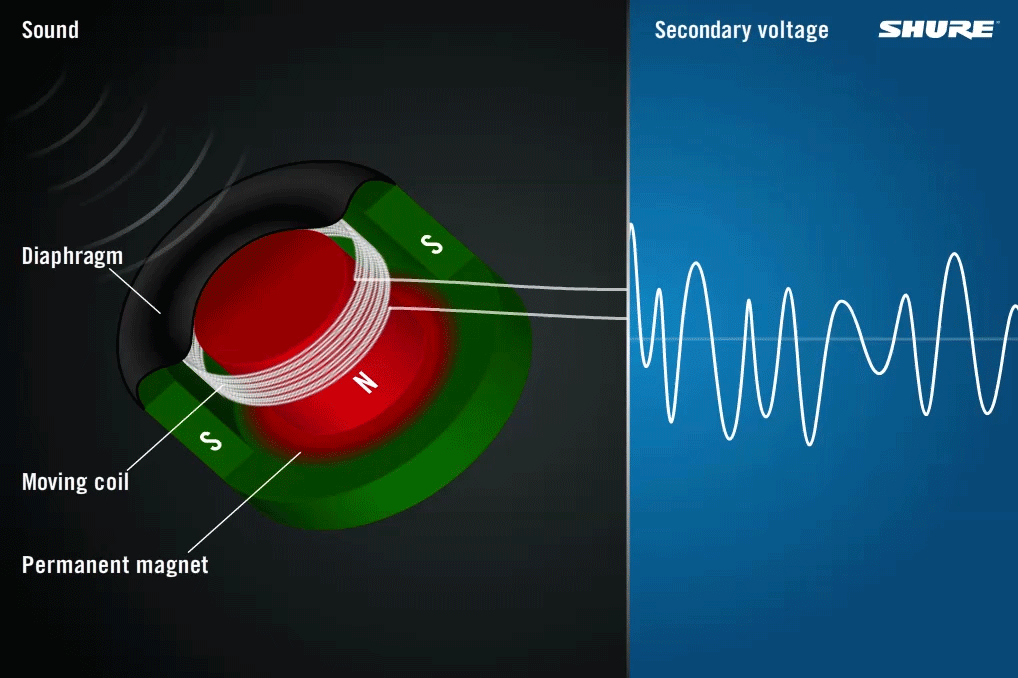 Sound
Secondary voltage
SHURE
Diaphragm
S
N
S
Moving coil
Permanent magnet